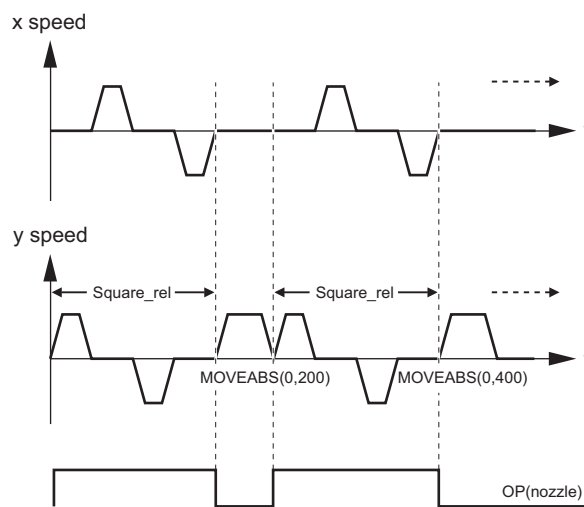 x speed
y speed
Square_rel
Square_rel
MOVEABS(0,200)
MOVEABS(0,400)
OP(nozzle)